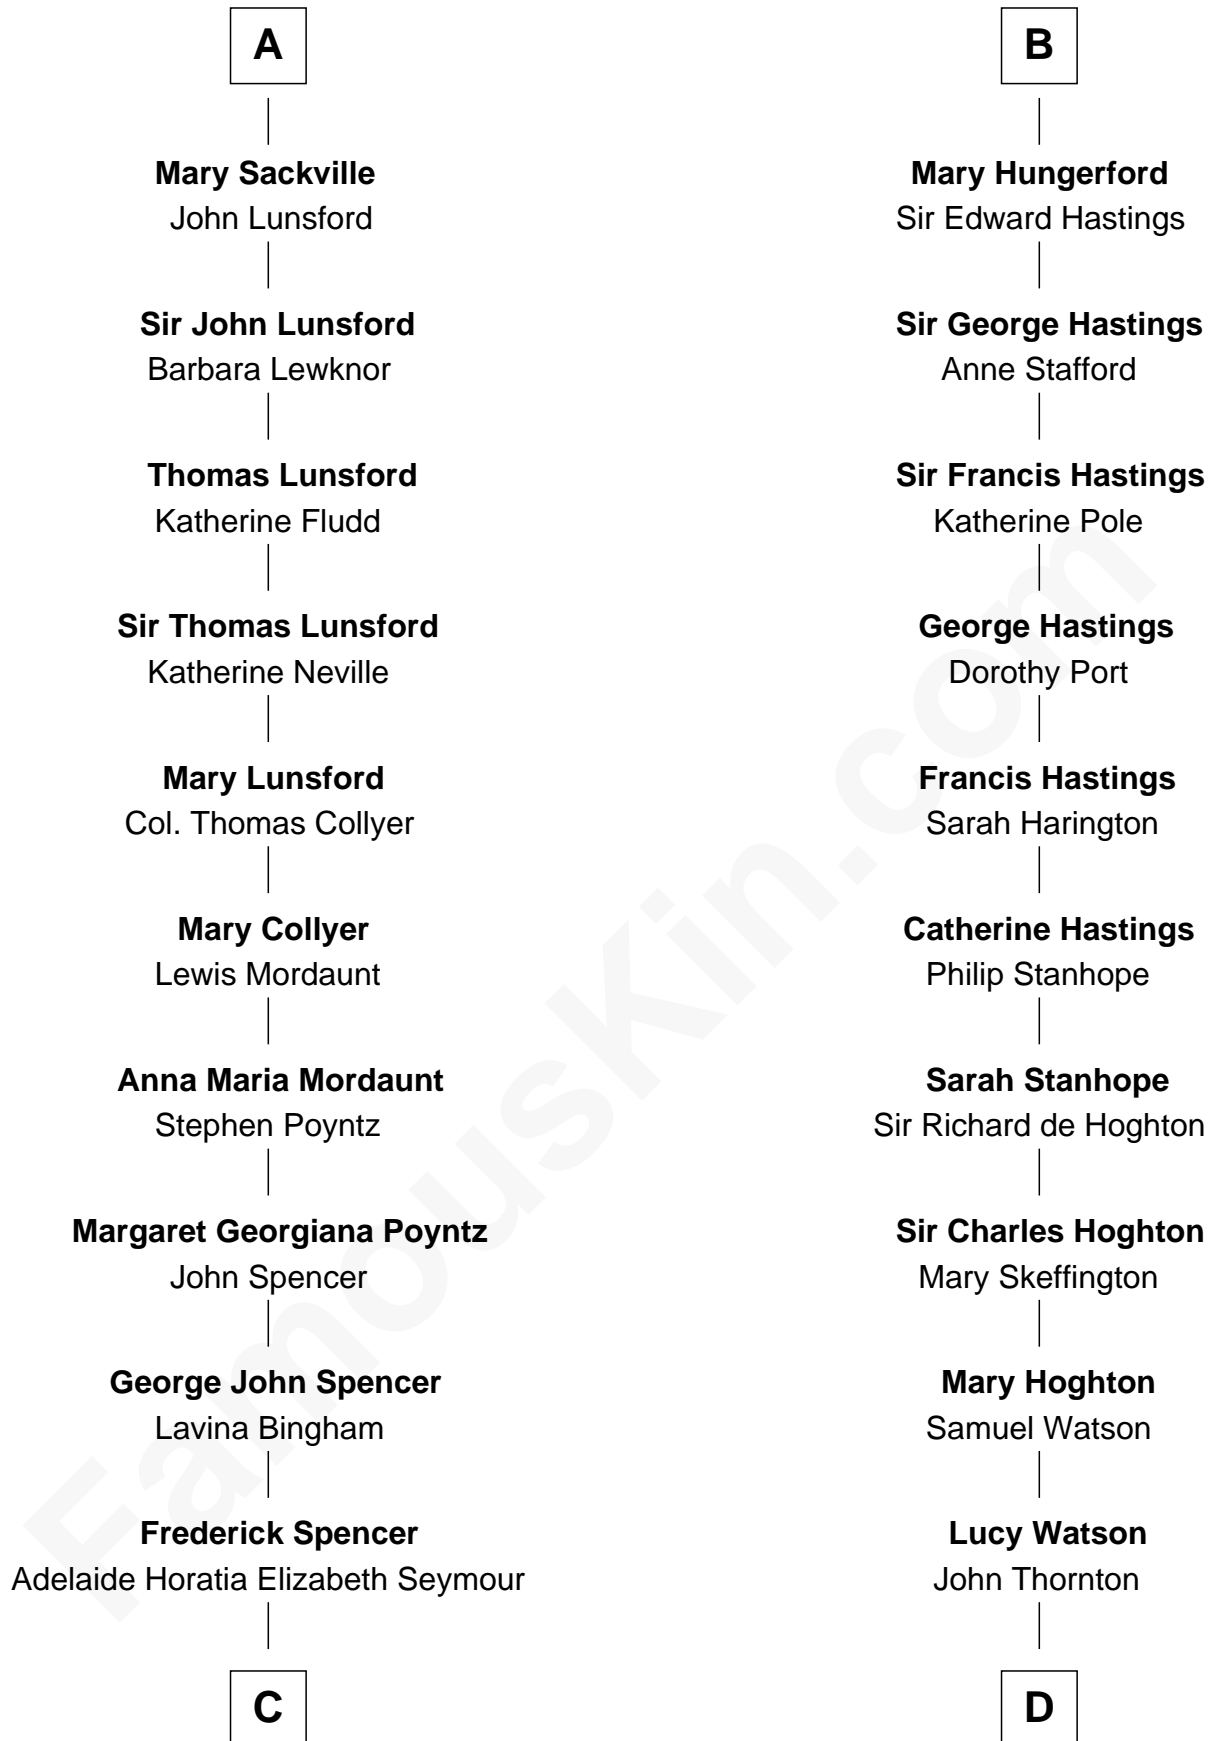 A
Mary Sackville
John Lunsford
Sir John Lunsford
Barbara Lewknor
Thomas Lunsford
Katherine Fludd
Sir Thomas Lunsford
Katherine Neville
Mary Lunsford
Col. Thomas Collyer
Mary Collyer
Lewis Mordaunt
Anna Maria Mordaunt
Stephen Poyntz
Margaret Georgiana Poyntz
John Spencer
George John Spencer
Lavina Bingham
Frederick Spencer
Adelaide Horatia Elizabeth Seymour
C
B
Mary Hungerford
Sir Edward Hastings
Sir George Hastings
Anne Stafford
Sir Francis Hastings
Katherine Pole
George Hastings
Dorothy Port
Francis Hastings
Sarah Harington
Catherine Hastings
Philip Stanhope
Sarah Stanhope
Sir Richard de Hoghton
Sir Charles Hoghton
Mary Skeffington
Mary Hoghton
Samuel Watson
Lucy Watson
John Thornton
D
FamousKin.com